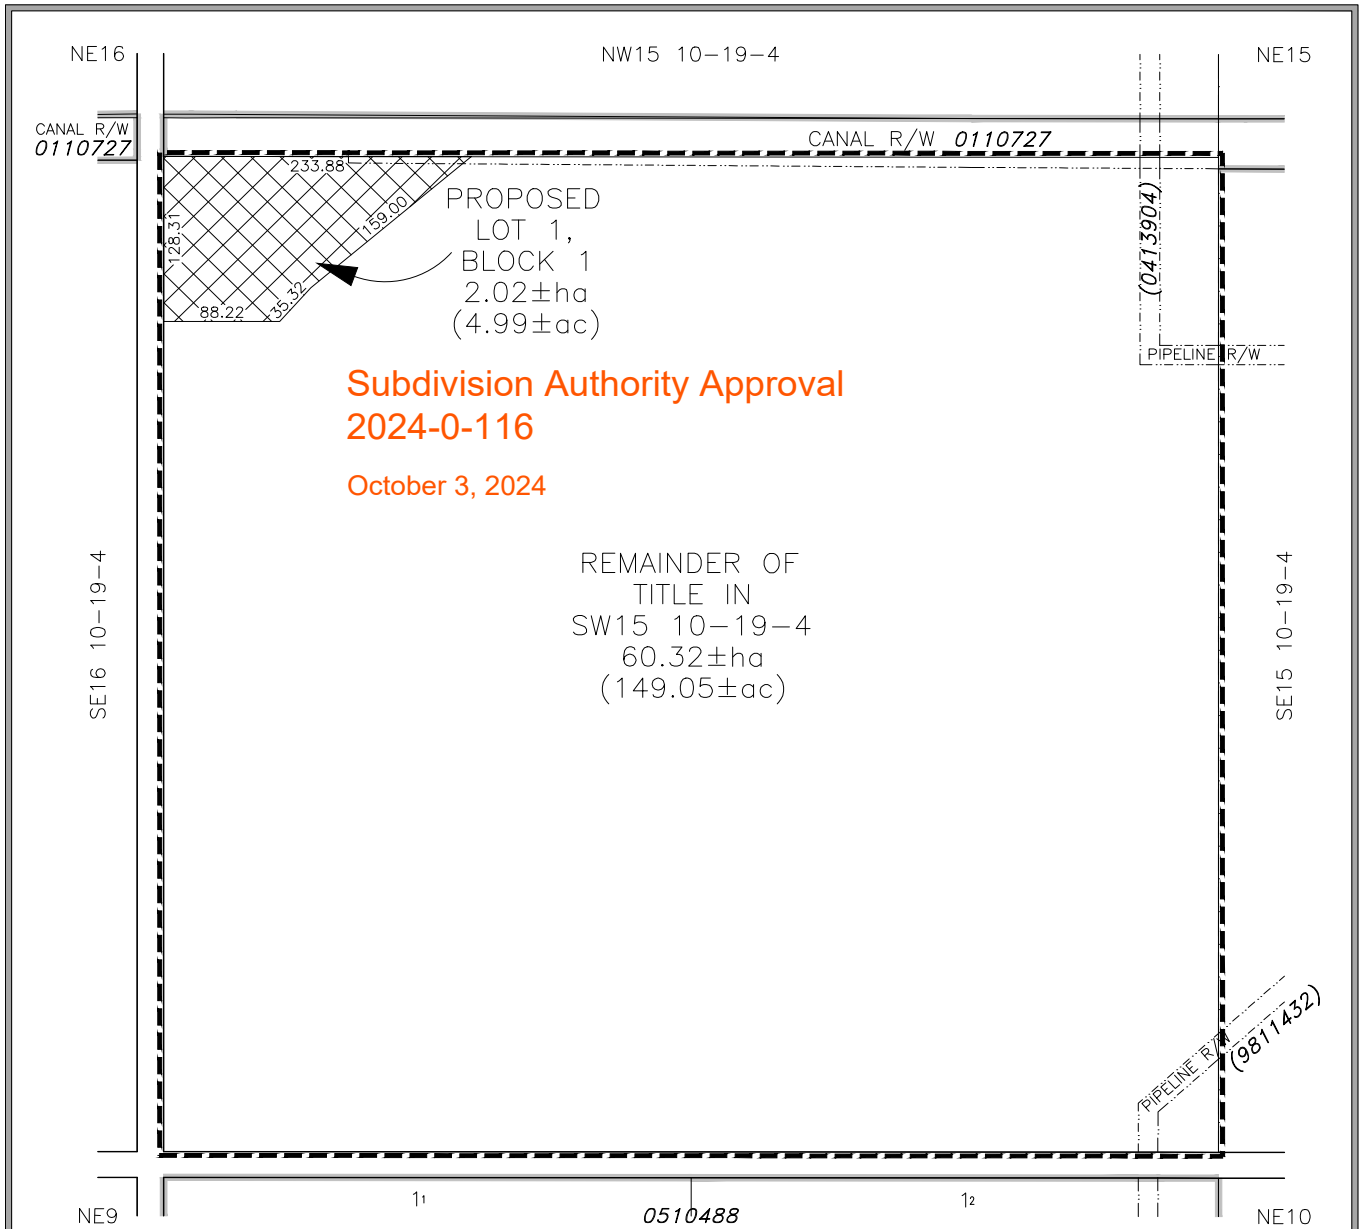 NE16
NW15 10-19-4
NE15
CANAL R/W
0110727
CANAL R/W 0110727
233.88
128.31
159.00
35.32
88.22
PROPOSED
LOT 1,
BLOCK 1
2.02±ha
(4.99±ac)
(0413904)
PIPELINE R/W
Subdivision Authority Approval
2024-0-116
October 3, 2024
REMAINDER OF
TITLE IN
SW15 10-19-4
60.32±ha
(149.05±ac)
SE16 10-19-4
SE15 10-19-4
PIPELINE R/W
(9811432)
1 1
1 2
0510488
NE9
NE10